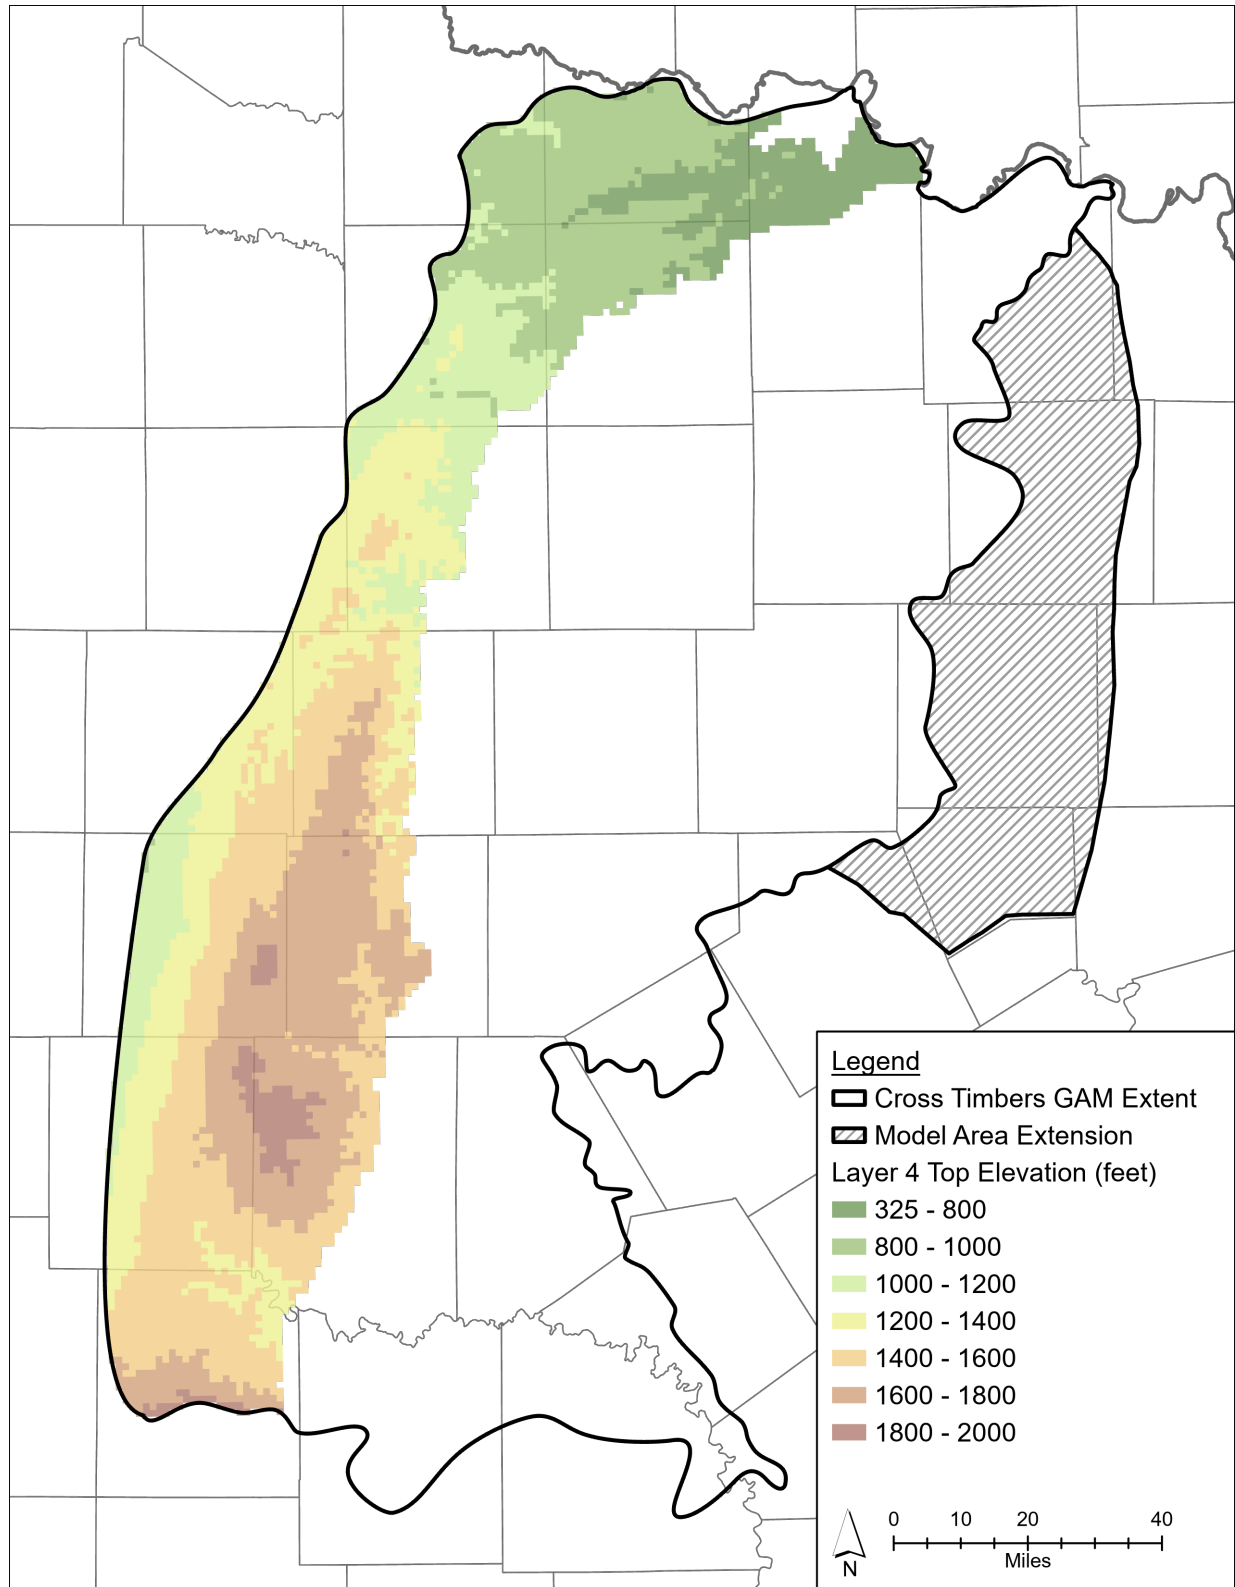 Legend
Cross Timbers GAM Extent
Model Area Extension
Layer 4 Top Elevation (feet)
325 - 800
800 - 1000
1000 - 1200
1200 - 1400
1400 - 1600
1600 - 1800
1800 - 2000
0 10 20 40
Miles
N